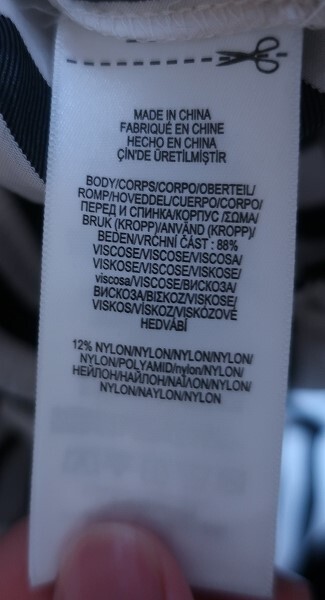 MADE IN CHINA
FABRIQUÉ EN CHINE
HECHO EN CHINA
ÇİN'DE ÜRETİLMİŞTİR
BODY/CORPS/CORPO/OBERTEIL/
ROMP/HOVEDDEL/CUERPO/CORPO/
ПЕРЕД И СПИНКА/КОРПУС /ΣΩΜΑ/
BRUK (KROPP)/ANVÄND (KROPP)/
BEDEN/VRCHNÍ ČÁST : 88%
VISCOSE/VISCOSE/VISCOSA/
VISKOSE/VISCOSE/VISKOSE/
viscosa/VISCOSE/ВИСКОЗА/
ВИСКОЗА/ΒΙΣΚΟΖ/VISKOSE/
VISKOS/VİSKOZ/VISKÓZOVÉ
HEDVÁBÍ
12% NYLON/NYLON/NYLON/NYLON/
NYLON/POLYAMID/nylon/NYLON/
НЕЙЛОН/НАЙЛОН/ΝΑΪΛΟΝ/NYLON/
NYLON/NAYLON/NYLON